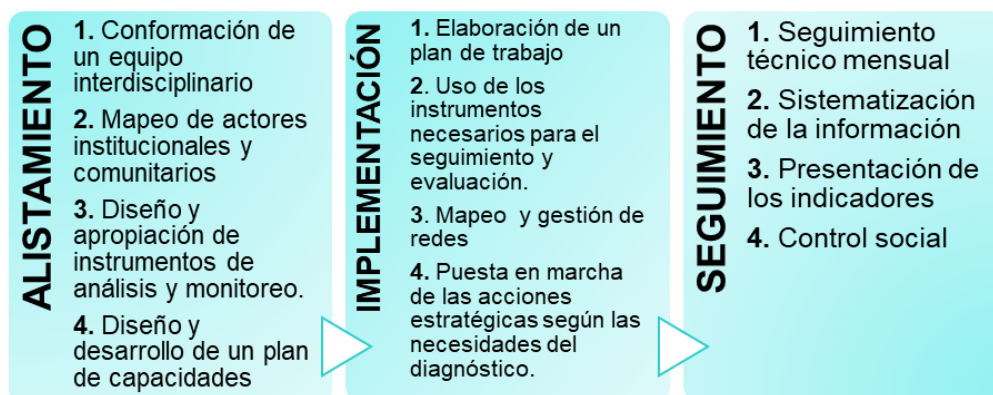 ALISTAMIENTO
1. Conformación de
un equipo
interdisciplinario
2. Mapeo de actores
institucionales y
comunitarios
3. Diseño y
apropiación de
instrumentos de
análisis y monitoreo.
4. Diseño y
desarrollo de un plan
de capacidades
IMPLEMENTACIÓN
1. Elaboración de un
plan de trabajo
2. Uso de los
instrumentos
necesarios para el
seguimiento y
evaluación.
3. Mapeo y gestión de
redes
4. Puesta en marcha
de las acciones
estratégicas según las
necesidades del
diagnóstico.
SEGUIMIENTO
1. Seguimiento
técnico mensual
2. Sistematización
de la información
3. Presentación de
los indicadores
4. Control social